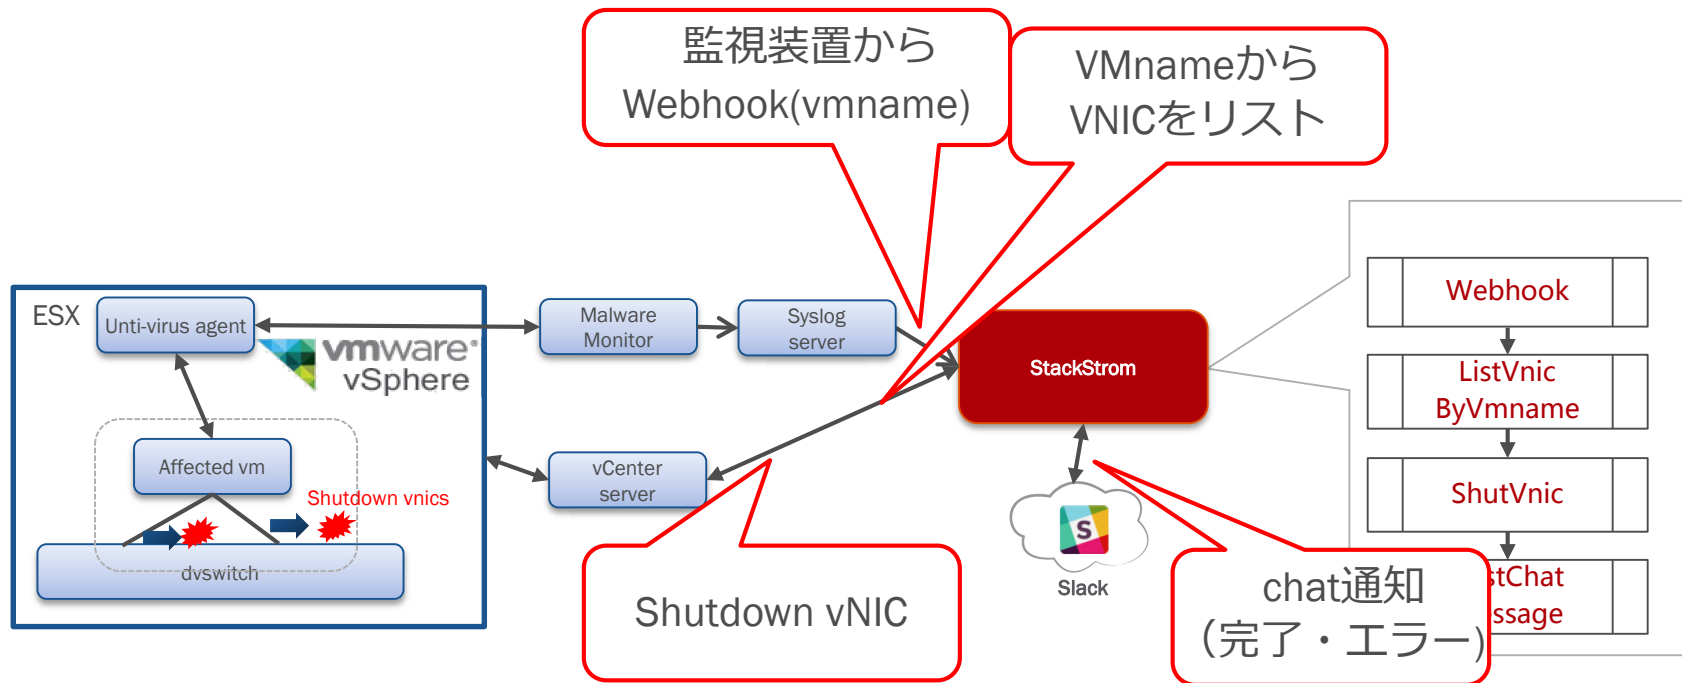 監視装置から
Webhook(vmname)
VMnameから
VNICをリスト
ESX
Unti-virus agent
vmware®
vSphere
Malware
Monitor
Syslog
server
StackStrom
Webhook
ListVnic
ByVmname
ShutVnic
stChat
ssage
Affected vm
Shutdown vnics
dvswitch
vCenter
server
Shutdown vNIC
S
Slack
chat通知
（完了・エラー)